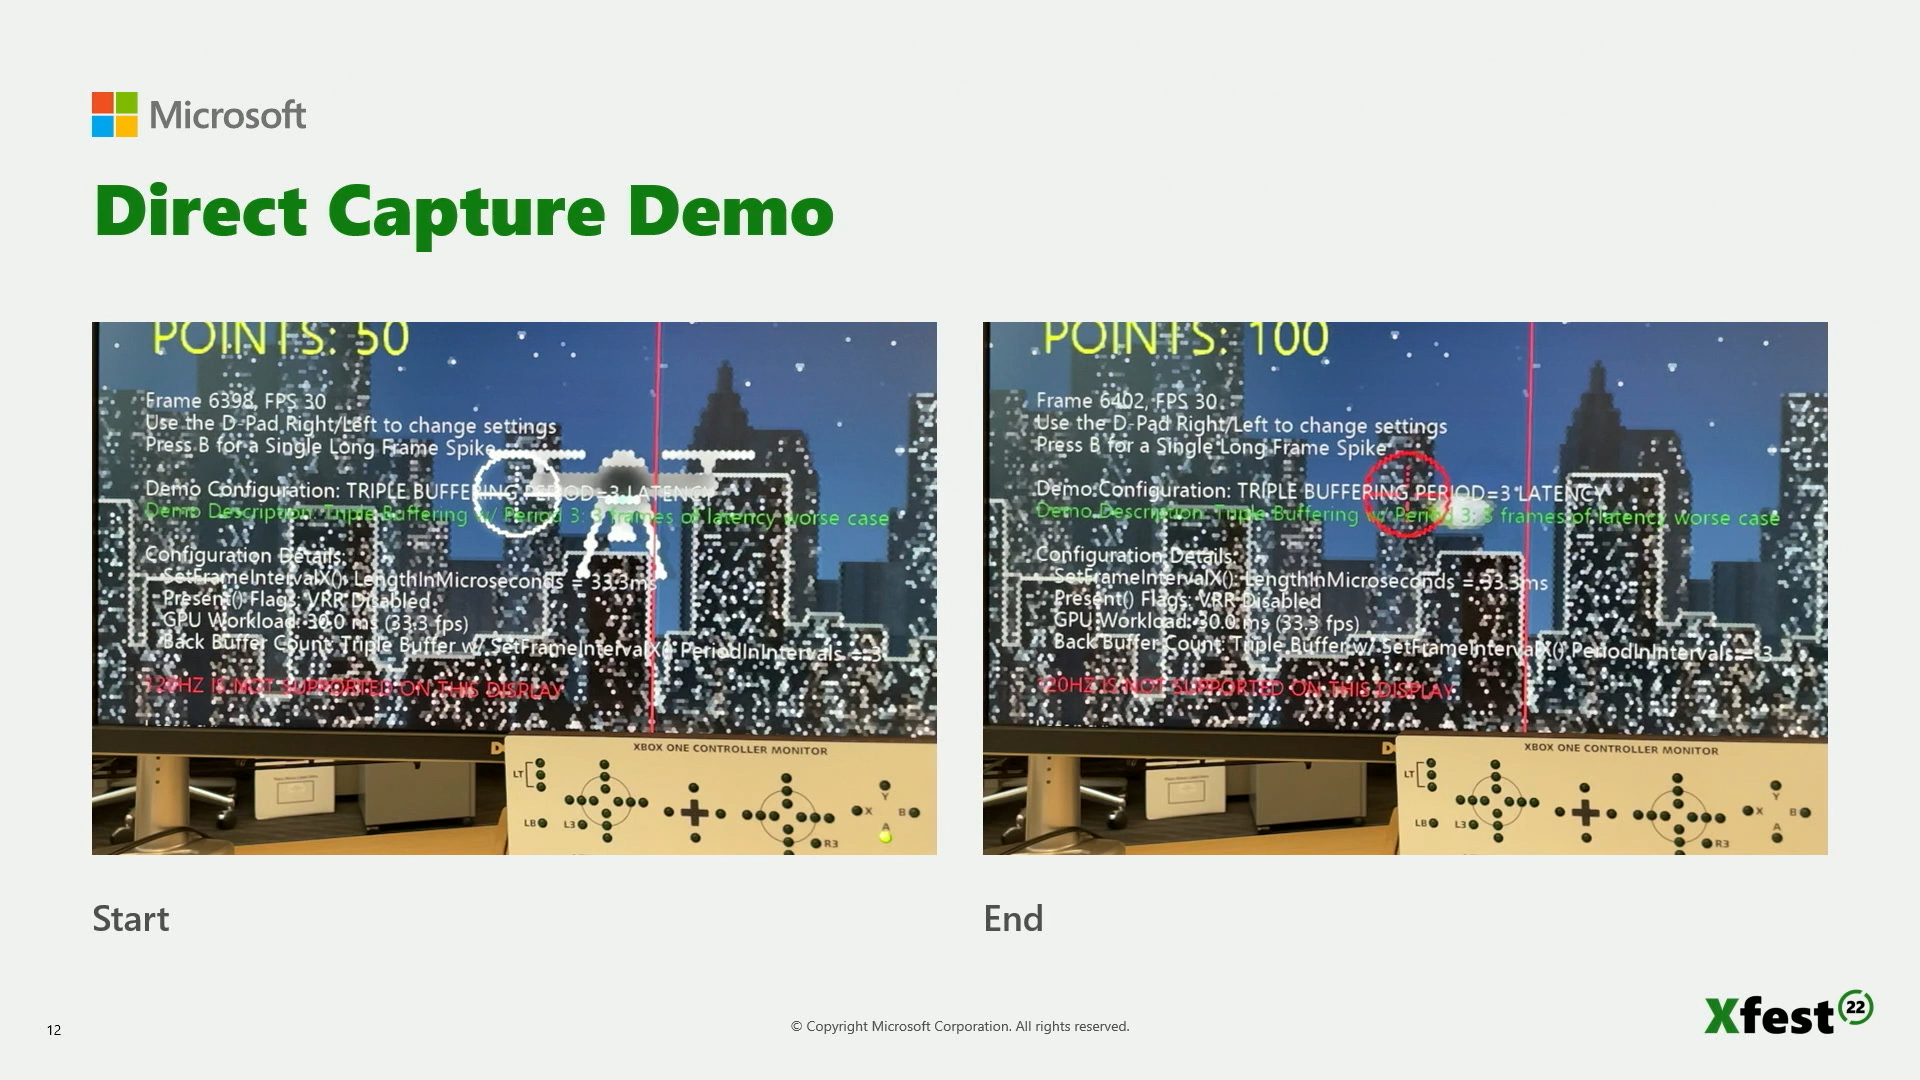 Microsoft
Direct Capture Demo
POINTS: 50
Frame 6398, FPS 30
Use the D-Pad Right/Left to change settings
Press B for a Single Long Frame Spike
Demo Configuration: TRIPLE BUFFERING PERIOD=3 LATENCY
Demo Description: Triple Buffering w/ Period 3: 3 frames of latency worse case
Configuration Details:
SetFrameIntervalX(): LengthInMicroseconds = 33.3ms
Present() Flags: VRR Disabled
GPU Workload: 30.0 ms (33.3 fps)
Back Buffer Count: Triple Buffer w/ SetFrameIntervalX() PeriodInIntervals = 3
120HZ IS NOT SUPPORTED ON THIS DISPLAY
XBOX ONE CONTROLLER MONITOR
LT
Y
X
B
LB
L3
A
R3
Start
POINTS: 100
Frame 6402, FPS 30
Use the D-Pad Right/Left to change settings
Press B for a Single Long Frame Spike
Demo Configuration: TRIPLE BUFFERING PERIOD=3 LATENCY
Demo Description: Triple Buffering w/ Period 3: 3 frames of latency worse case
Configuration Details:
SetFrameIntervalX(): LengthInMicroseconds = 33.3ms
Present() Flags: VRR Disabled
GPU Workload: 30.0 ms (33.3 fps)
Back Buffer Count: Triple Buffer w/ SetFrameIntervalX() PeriodInIntervals = 3
120HZ IS NOT SUPPORTED ON THIS DISPLAY
XBOX ONE CONTROLLER MONITOR
LT
Y
X
B
LB
L3
A
R3
End
12
© Copyright Microsoft Corporation. All rights reserved.
Xfest 22